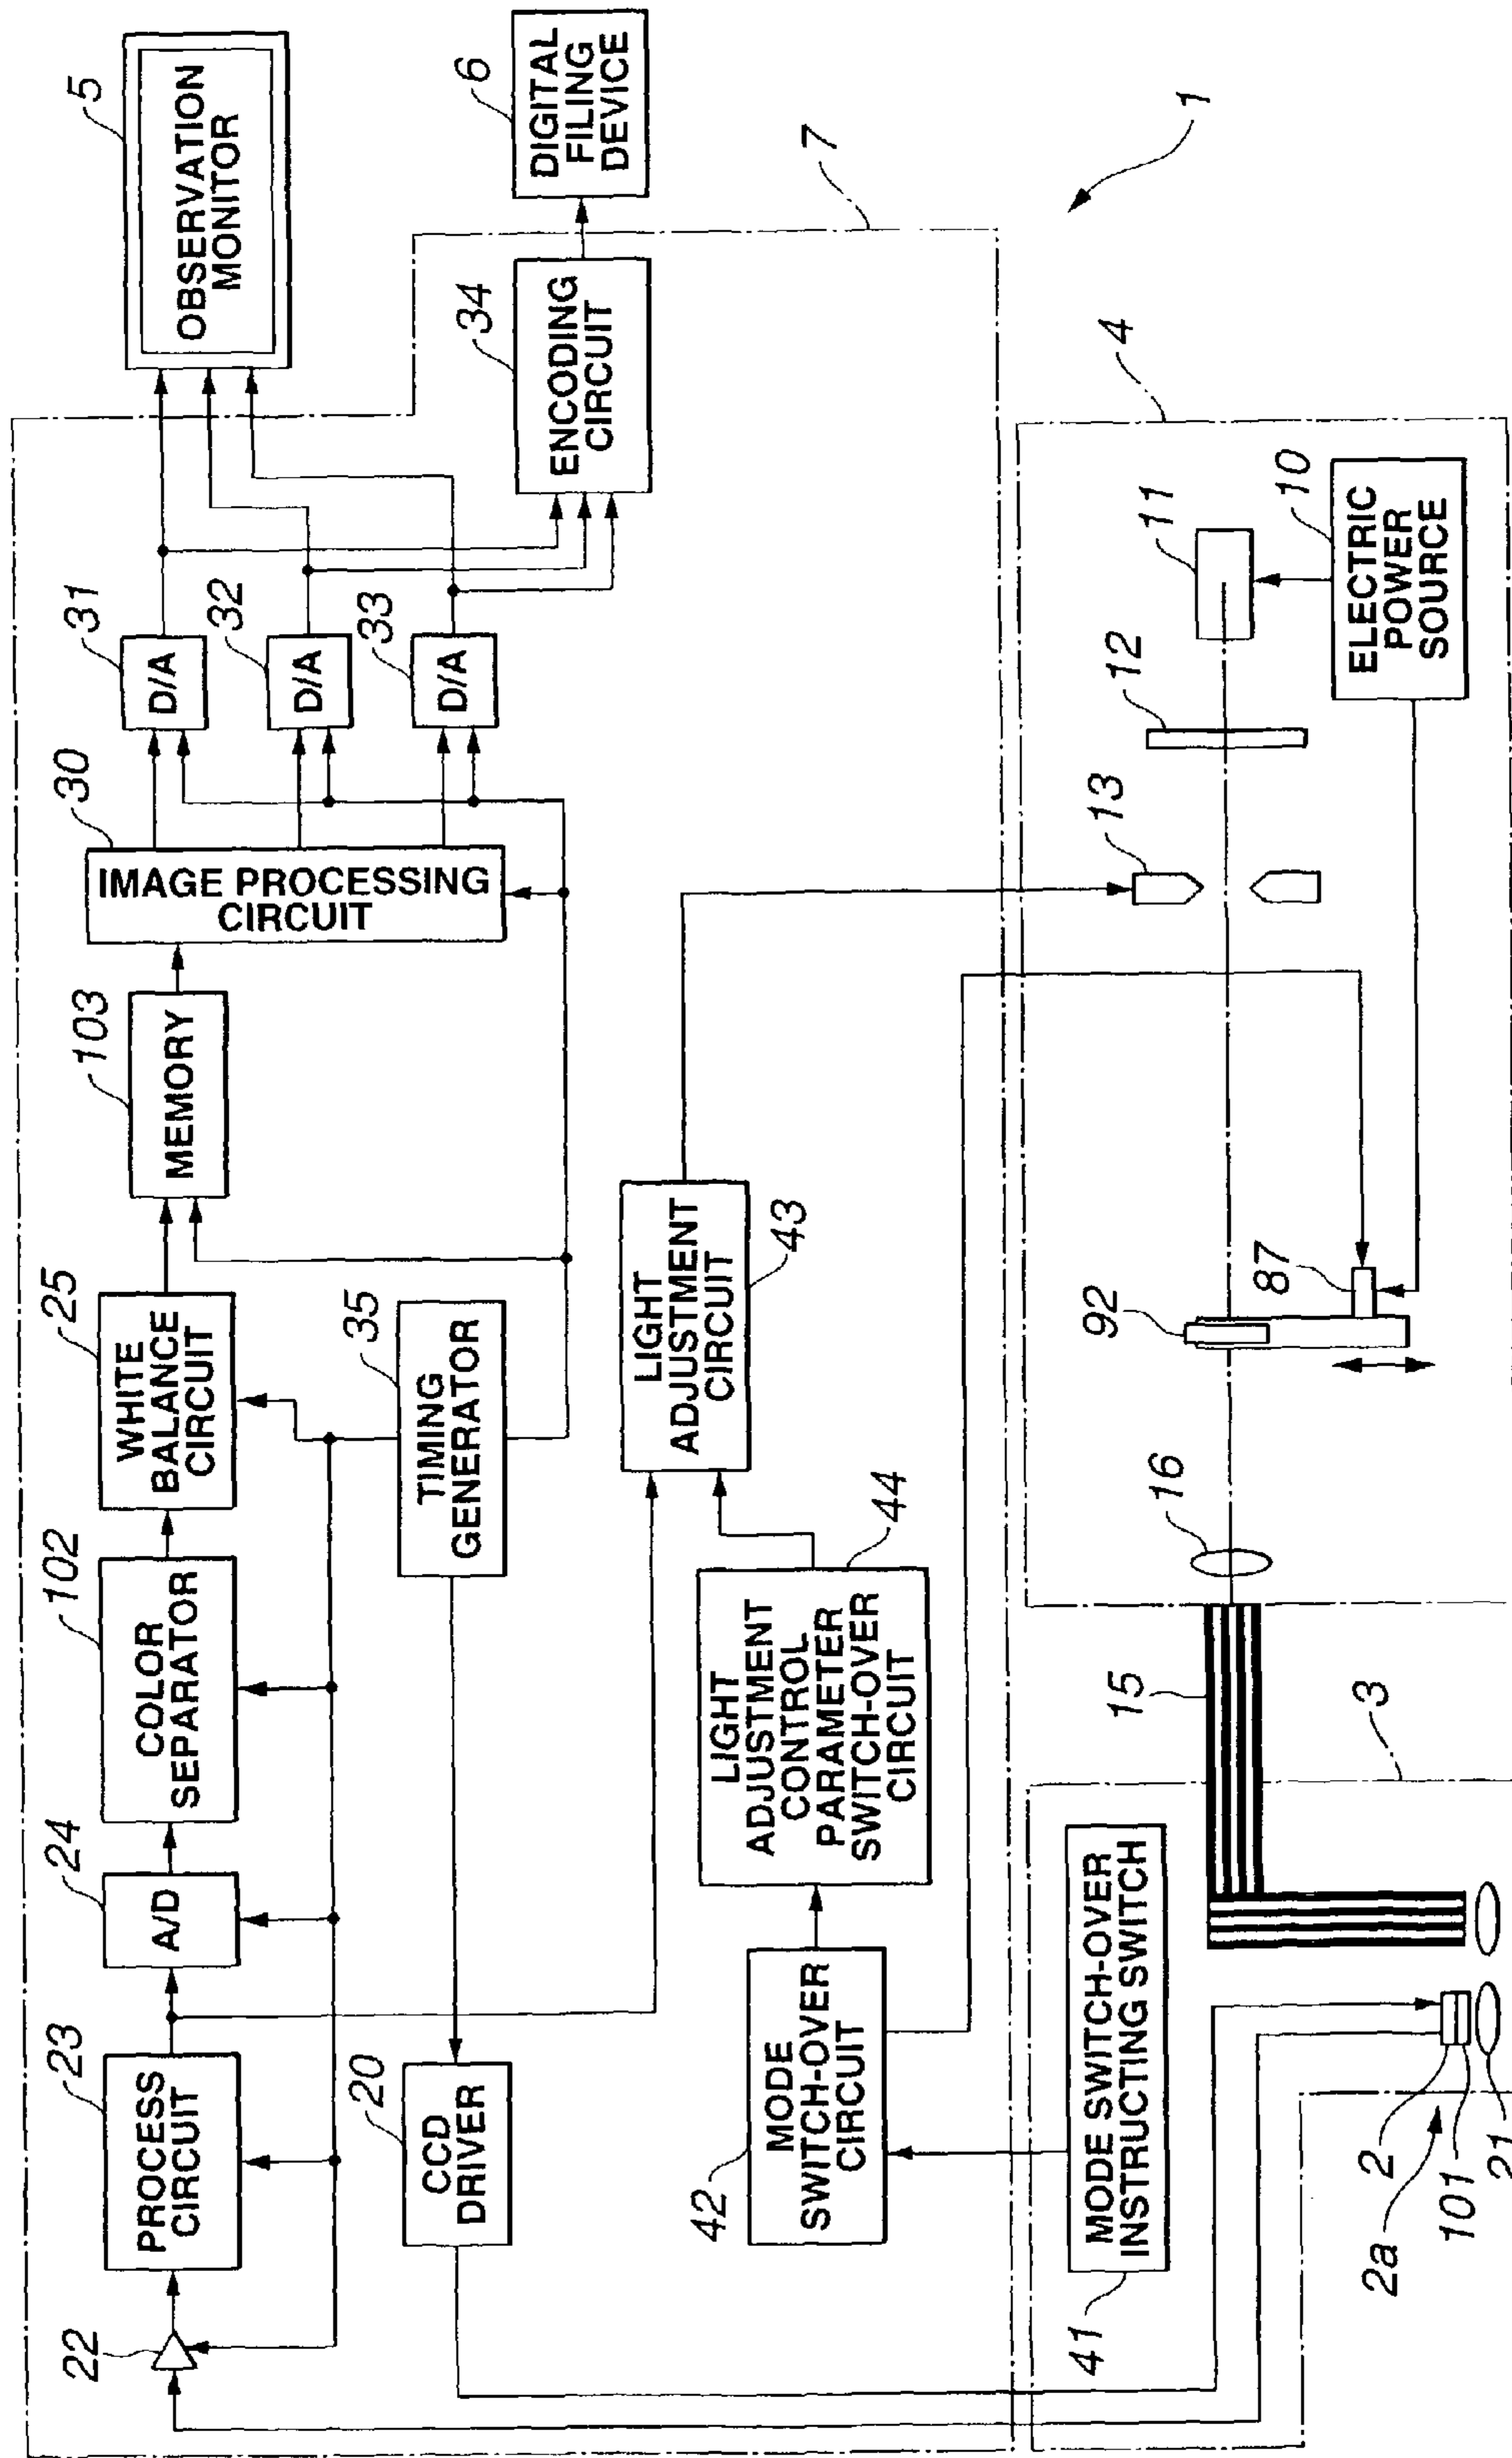 5
OBSERVATION
MONITOR
6
DIGITAL
FILING
DEVICE
7
1
34
ENCODING
CIRCUIT
31
D/A
32
D/A
33
D/A
30
IMAGE PROCESSING
CIRCUIT
103
MEMORY
25
WHITE
BALANCE
CIRCUIT
102
COLOR
SEPARATOR
24
A/D
23
PROCESS
CIRCUIT
22
35
TIMING
GENERATOR
20
CCD
DRIVER
LIGHT
ADJUSTMENT
CIRCUIT
43
LIGHT
ADJUSTMENT
CONTROL
PARAMETER
SWITCH-OVER
CIRCUIT
44
MODE
SWITCH-OVER
CIRCUIT
42
MODE SWITCH-OVER
INSTRUCTING SWITCH
41
4
10
ELECTRIC
POWER
SOURCE
11
12
13
87
92
16
15
3
2
2a
101
21